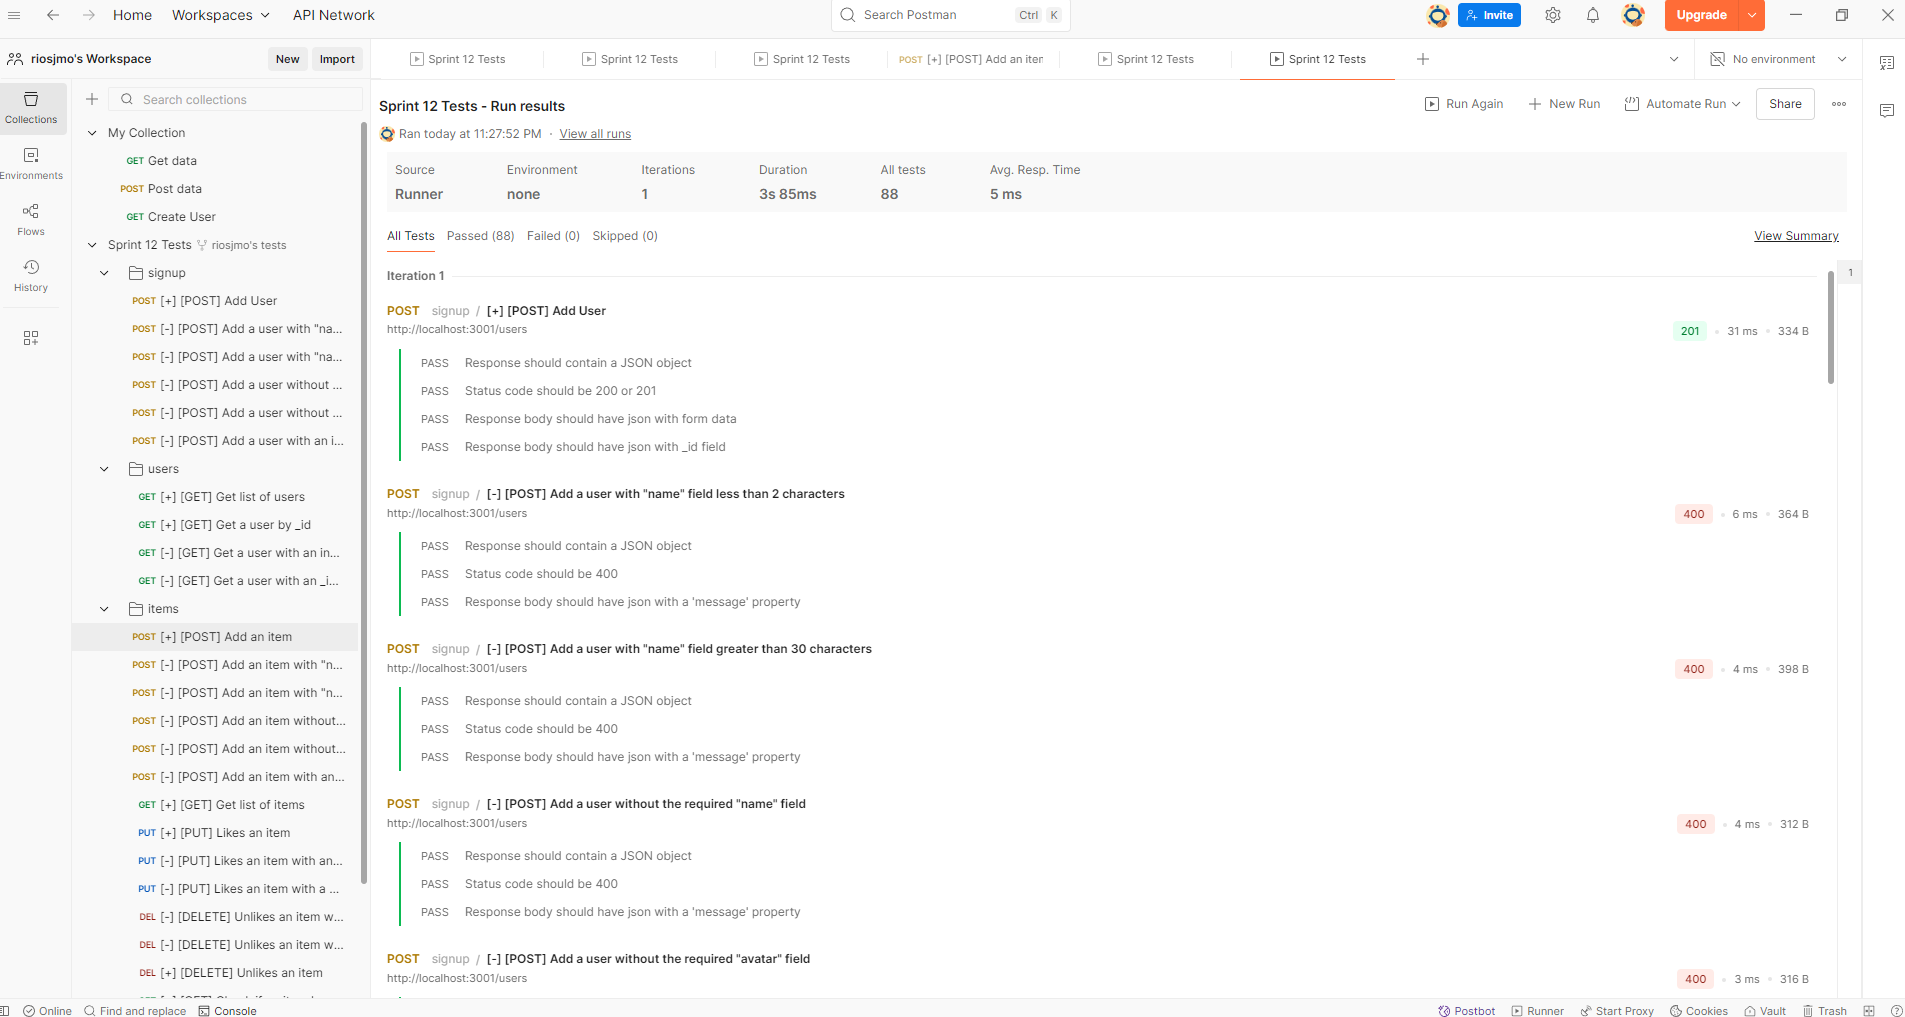 Home
Workspaces
API Network
Search Postman
Ctrl K
Invite
Upgrade
riosjmo's Workspace
New
Import
Sprint 12 Tests
Sprint 12 Tests
Sprint 12 Tests
POST [+] [POST] Add an iter
Sprint 12 Tests
Sprint 12 Tests
No environment
Collections
Environments
Flows
History
Search collections
My Collection
GET Get data
POST Post data
GET Create User
Sprint 12 Tests riosjmo's tests
signup
POST [+] [POST] Add User
POST [-] [POST] Add a user with "na...
POST [-] [POST] Add a user with "na...
POST [-] [POST] Add a user without ...
POST [-] [POST] Add a user without ...
POST [-] [POST] Add a user with an i...
users
GET [+] [GET] Get list of users
GET [+] [GET] Get a user by _id
GET [-] [GET] Get a user with an in...
GET [-] [GET] Get a user with an _i...
items
POST [+] [POST] Add an item
POST [-] [POST] Add an item with "n...
POST [-] [POST] Add an item with "n...
POST [-] [POST] Add an item without...
POST [-] [POST] Add an item without...
POST [-] [POST] Add an item with an...
GET [+] [GET] Get list of items
PUT [+] [PUT] Likes an item
PUT [-] [PUT] Likes an item with an...
PUT [-] [PUT] Likes an item with a ...
DEL [-] [DELETE] Unlikes an item w...
DEL [-] [DELETE] Unlikes an item w...
DEL [+] [DELETE] Unlikes an item
Sprint 12 Tests - Run results
Run Again
New Run
Automate Run
Share
Ran today at 11:27:52 PM · View all runs
Source Environment Iterations Duration All tests Avg. Resp. Time
Runner none 1 3s 85ms 88 5 ms
All Tests Passed (88) Failed (0) Skipped (0)
View Summary
Iteration 1
1
POST signup / [+] [POST] Add User
http://localhost:3001/users
201 31 ms 334 B
PASS Response should contain a JSON object
PASS Status code should be 200 or 201
PASS Response body should have json with form data
PASS Response body should have json with _id field
POST signup / [-] [POST] Add a user with "name" field less than 2 characters
http://localhost:3001/users
400 6 ms 364 B
PASS Response should contain a JSON object
PASS Status code should be 400
PASS Response body should have json with a 'message' property
POST signup / [-] [POST] Add a user with "name" field greater than 30 characters
http://localhost:3001/users
400 4 ms 398 B
PASS Response should contain a JSON object
PASS Status code should be 400
PASS Response body should have json with a 'message' property
POST signup / [-] [POST] Add a user without the required "name" field
http://localhost:3001/users
400 4 ms 312 B
PASS Response should contain a JSON object
PASS Status code should be 400
PASS Response body should have json with a 'message' property
POST signup / [-] [POST] Add a user without the required "avatar" field
http://localhost:3001/users
400 3 ms 316 B
Online
Find and replace
Console
Postbot
Runner
Start Proxy
Cookies
Vault
Trash